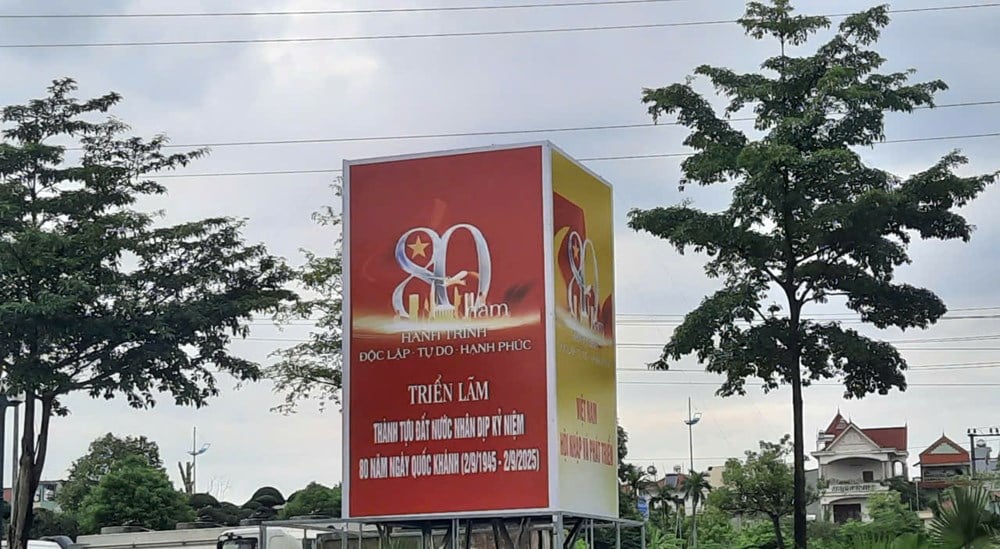 80 năm
HÀNH TRÌNH
ĐỘC LẬP - TỰ DO - HẠNH PHÚC
TRIỂN LÃM
THÀNH TỰU ĐẤT NƯỚC NHÂN DỊP KỶ NIỆM
80 NĂM NGÀY QUỐC KHÁNH (2/9/1945 - 2/9/2025)
80 năm
VIỆT NAM
HỘI NHẬP VÀ PHÁT TRIỂN